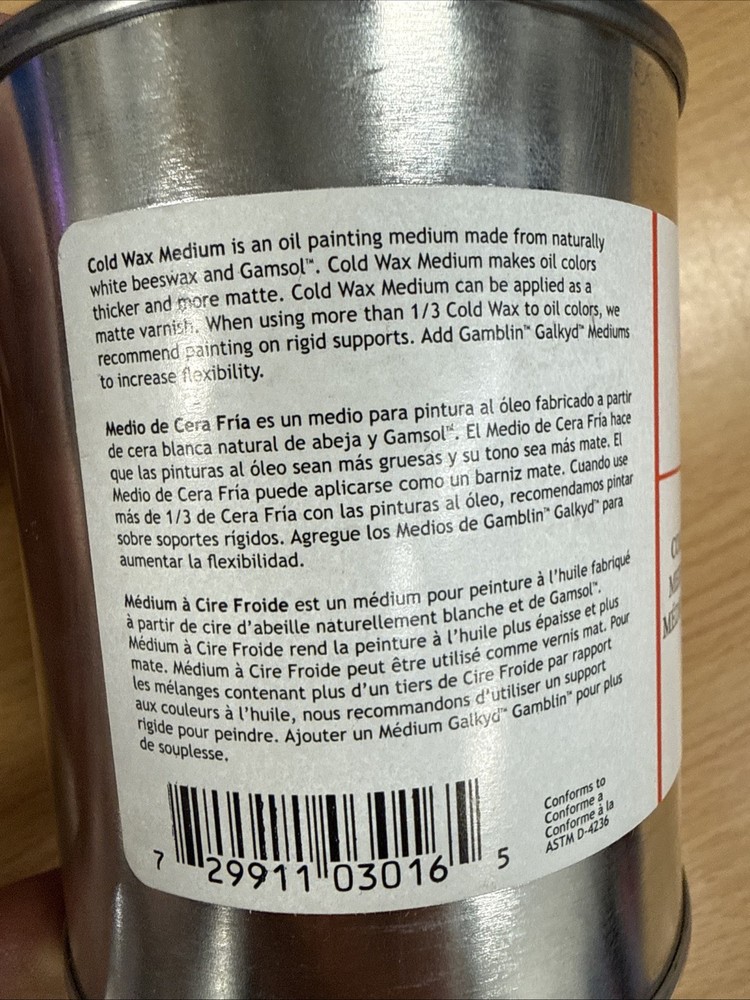 Cold Wax Medium is an oil painting medium made from naturally
white beeswax and Gamsol™. Cold Wax Medium makes oil colors
thicker and more matte. Cold Wax Medium can be applied as a
matte varnish. When using more than 1/3 Cold Wax to oil colors, we
recommend painting on rigid supports. Add Gamblin™ Galkyd™ Mediums
to increase flexibility.
Medio de Cera Fría es un medio para pintura al óleo fabricado a partir
de cera blanca natural de abeja y Gamsol™. El Medio de Cera Fría hace
que las pinturas al óleo sean más gruesas y su tono sea más mate. El
Medio de Cera Fría puede aplicarse como un barniz mate. Cuando use
más de 1/3 de Cera Fría con las pinturas al óleo, recomendamos pintar
sobre soportes rígidos. Agregue los Medios de Gamblin™ Galkyd™ para
aumentar la flexibilidad.
Médium à Cire Froide est un médium pour peinture à l'huile fabriqué
à partir de cire d'abeille naturellement blanche et de Gamsol™.
Médium à Cire Froide rend la peinture à l'huile plus épaisse et plus
mate. Médium à Cire Froide peut être utilisé comme vernis mat. Pour
les mélanges contenant plus d'un tiers de Cire Froide par rapport
aux couleurs à l'huile, nous recommandons d'utiliser un support
rigide pour peindre. Ajouter un Médium Galkyd™ Gamblin™ pour plus
de souplesse.
7 29911 03016 5
Conforms to
Conforme a
Conforme à la
ASTM D-4236